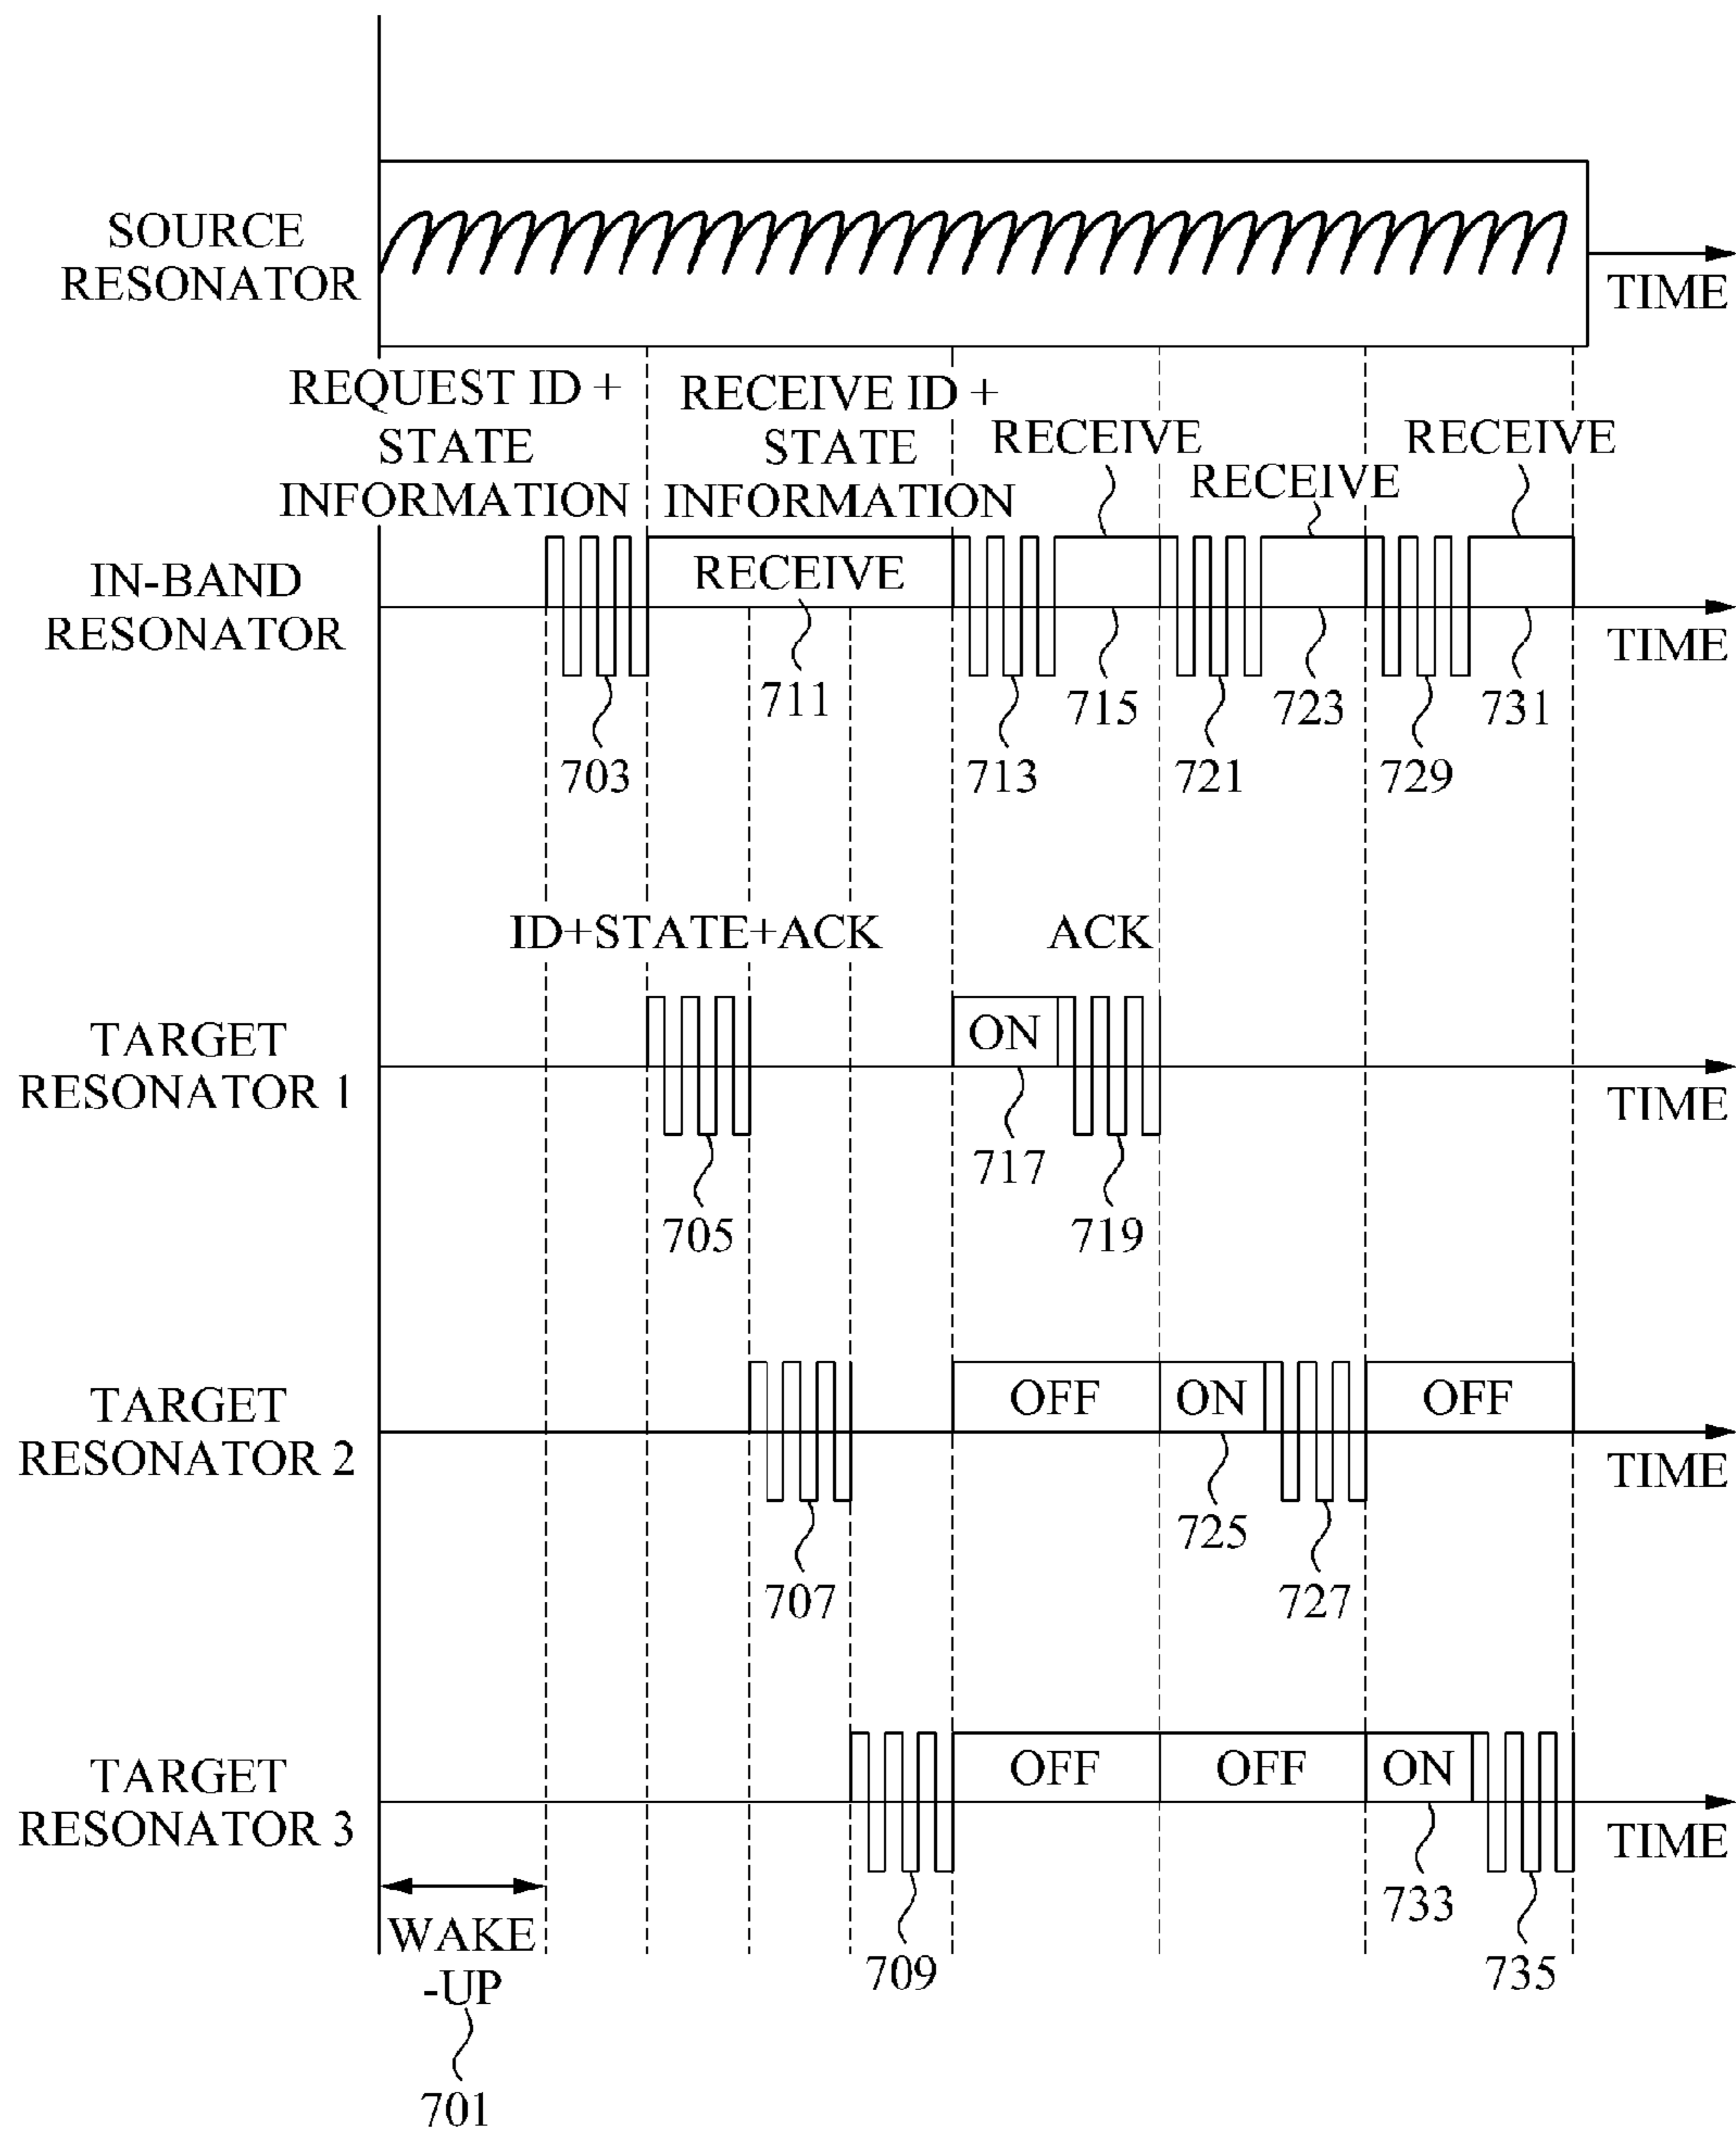 SOURCE
RESONATOR
TIME
REQUEST ID +
STATE
INFORMATION
RECEIVE ID +
STATE
INFORMATION
RECEIVE
RECEIVE
RECEIVE
IN-BAND
RESONATOR
RECEIVE
TIME
711
715
723
731
703
713
721
729
ID+STATE+ACK
ACK
TARGET
RESONATOR 1
ON
TIME
717
705
719
TARGET
RESONATOR 2
OFF
ON
OFF
TIME
725
707
727
TARGET
RESONATOR 3
OFF
OFF
ON
TIME
733
709
735
WAKE
-UP
701